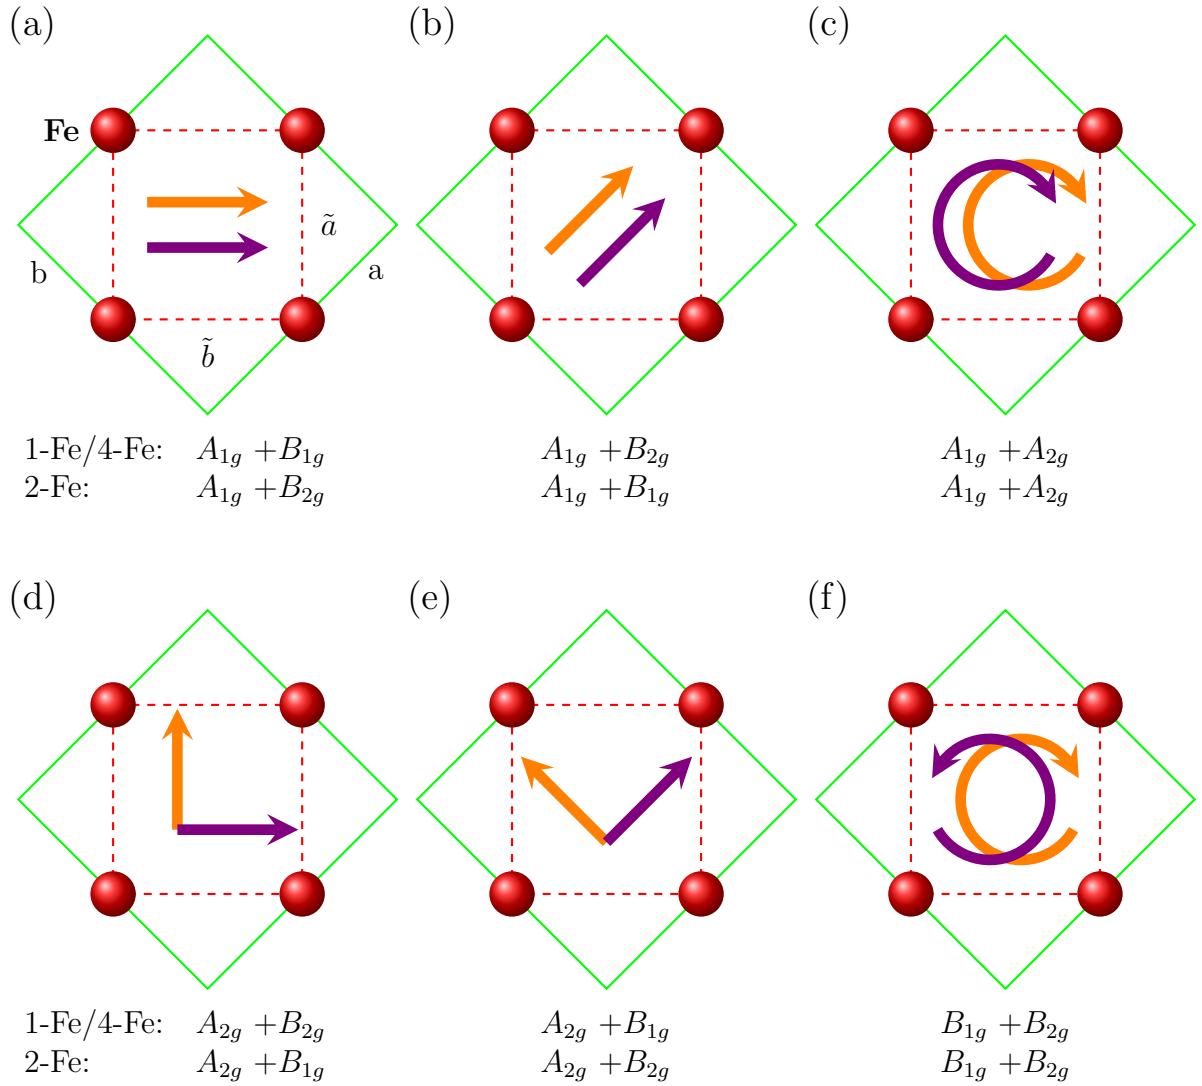 (a) (b) (c)
Fe
ã
b a
b̃
1-Fe/4-Fe: A1g +B1g A1g +B2g A1g +A2g
2-Fe: A1g +B2g A1g +B1g A1g +A2g
(d) (e) (f)
1-Fe/4-Fe: A2g +B2g A2g +B1g B1g +B2g
2-Fe: A2g +B1g A2g +B2g B1g +B2g